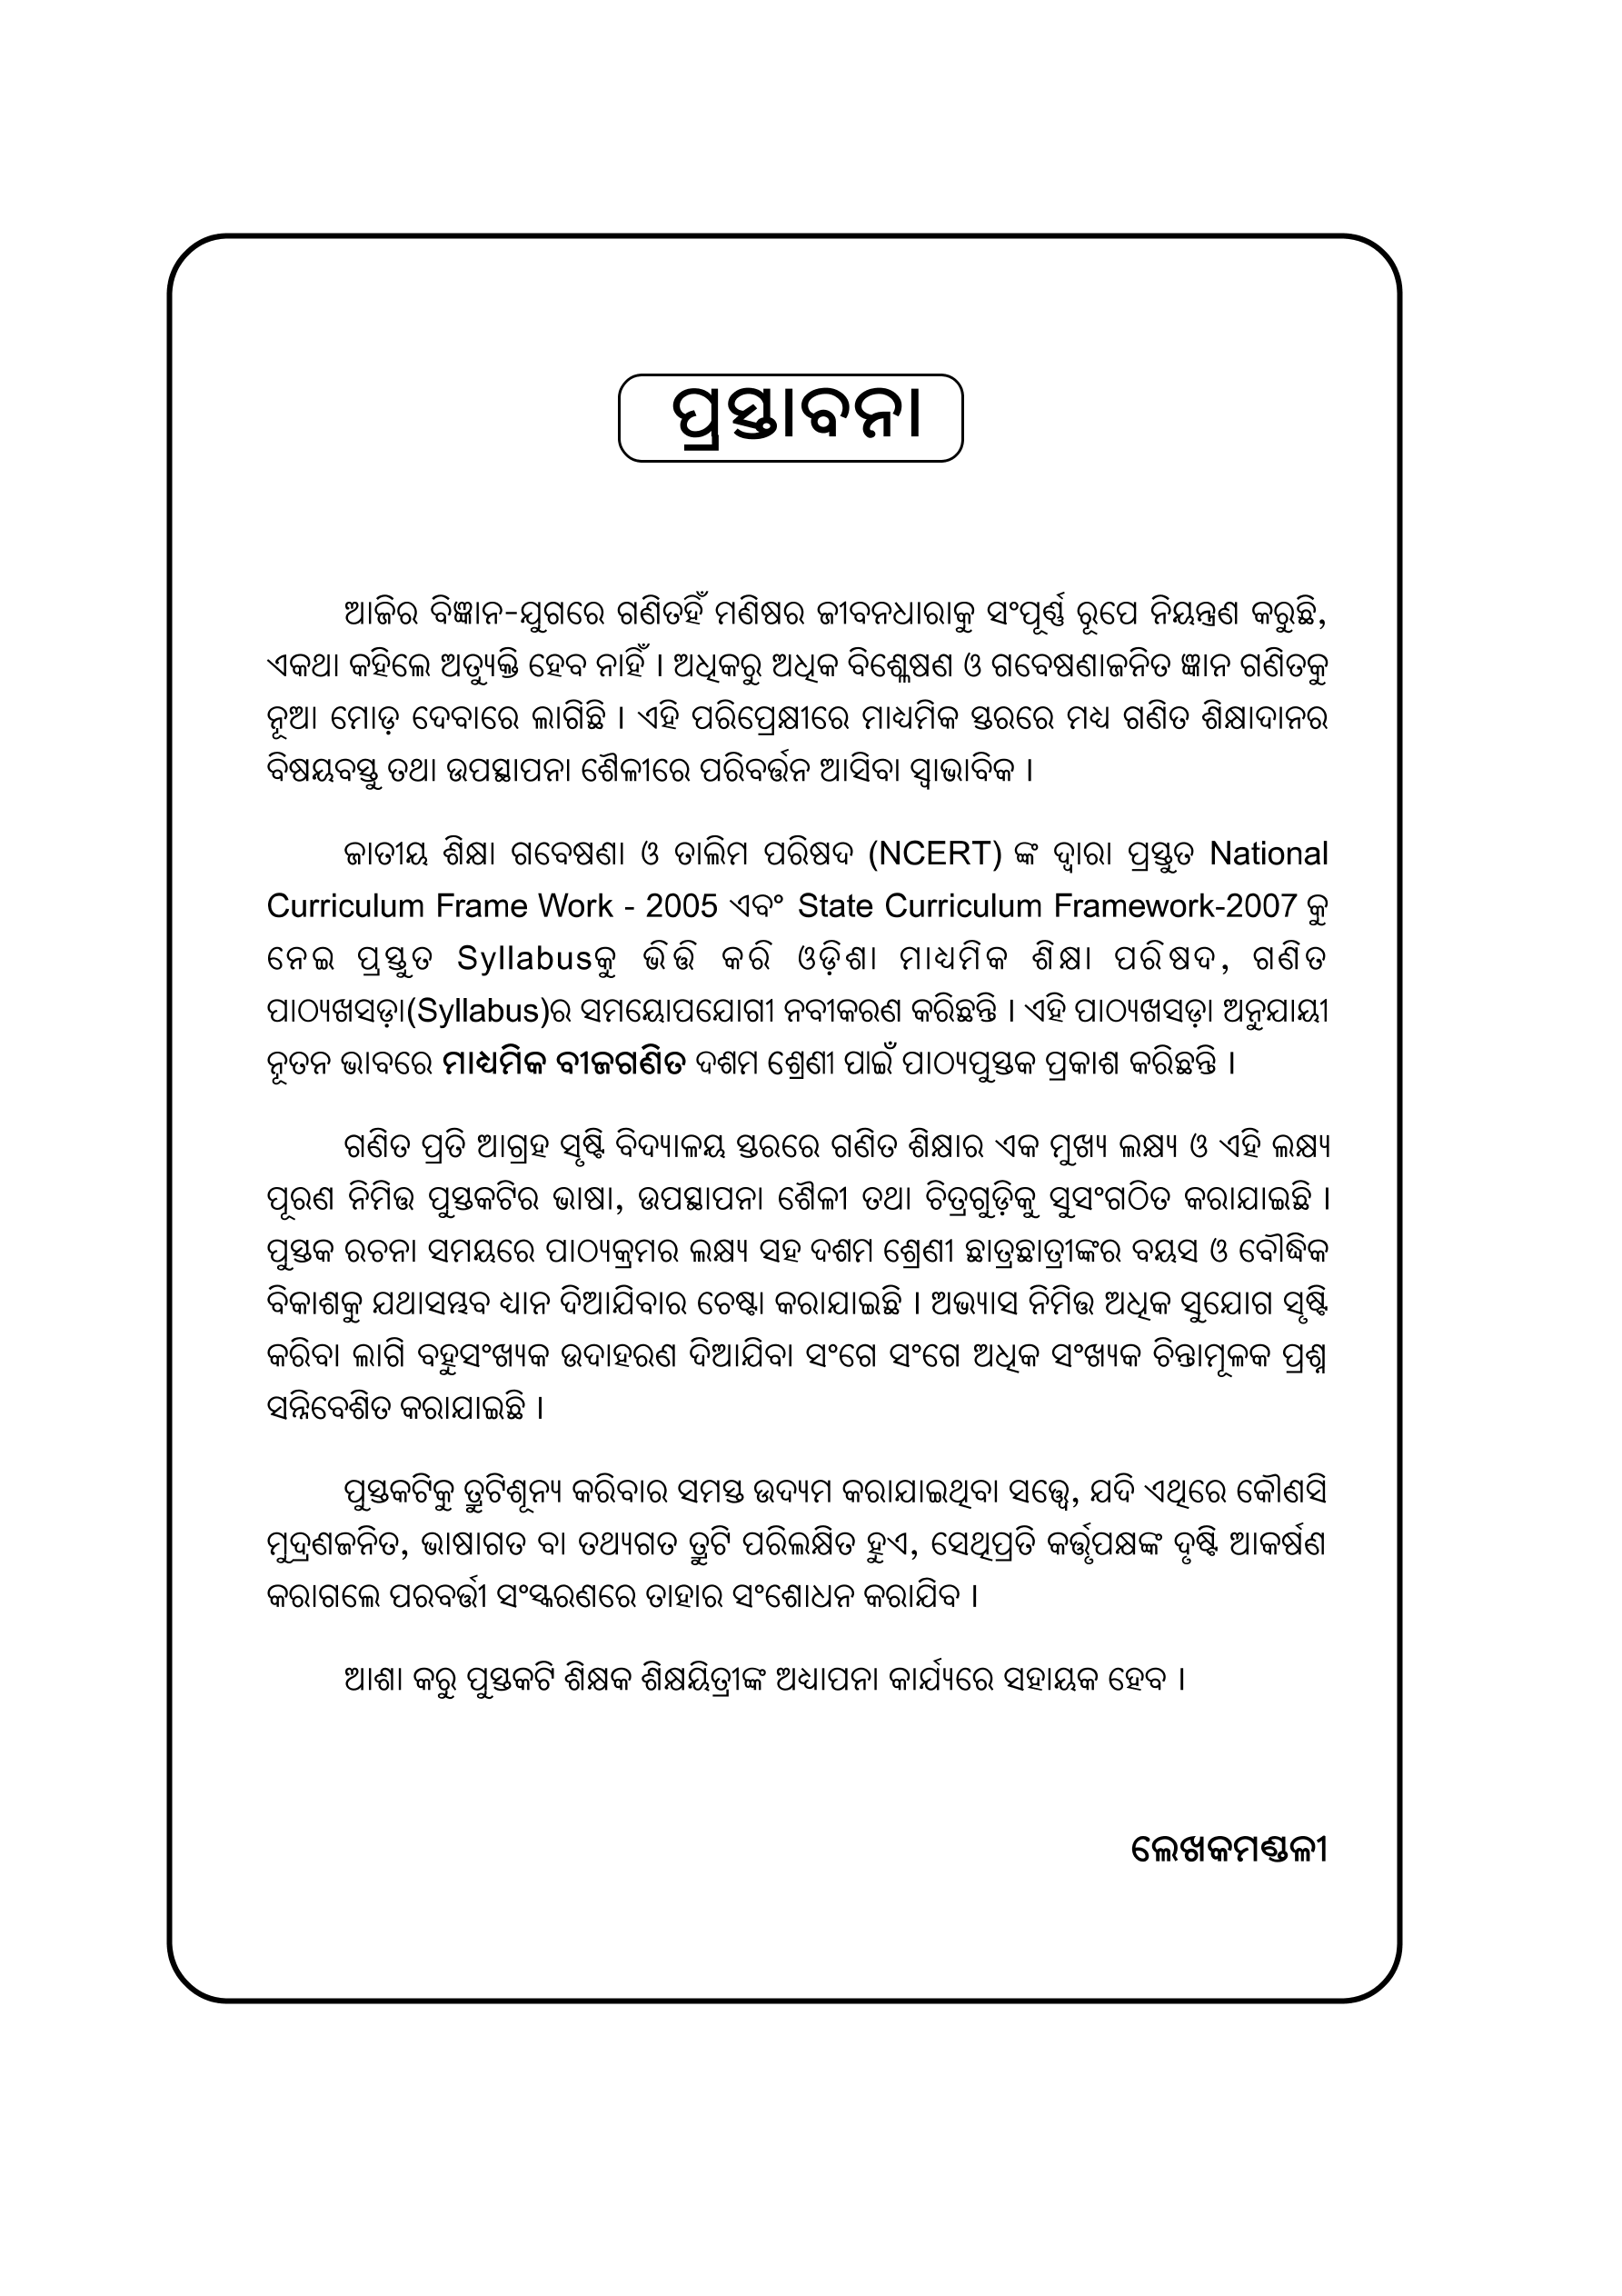 ପ୍ରସ୍ତାବନା
ଆଜିର ବିଜ୍ଞାନ-ଯୁଗରେ ଗଣିତହିଁ ମଣିଷର ଜୀବନଧାରାକୁ ସଂପୂର୍ଣ୍ଣ ରୂପେ ନିୟନ୍ତ୍ରଣ କରୁଛି,
ଏକଥା କହିଲେ ଅତ୍ୟୁକ୍ତି ହେବ ନାହିଁ । ଅଧିକରୁ ଅଧିକ ବିଶ୍ଳେଷଣ ଓ ଗବେଷଣାଜନିତ ଜ୍ଞାନ ଗଣିତକୁ
ନୂଆ ମୋଡ଼ ଦେବାରେ ଲାଗିଛି । ଏହି ପରିପ୍ରେକ୍ଷୀରେ ମାଧ୍ୟମିକ ସ୍ତରରେ ମଧ୍ୟ ଗଣିତ ଶିକ୍ଷାଦାନର
ବିଷୟବସ୍ତୁ ତଥା ଉପସ୍ଥାପନା ଶୈଳୀରେ ପରିବର୍ତ୍ତନ ଆସିବା ସ୍ୱାଭାବିକ ।
ଜାତୀୟ ଶିକ୍ଷା ଗବେଷଣା ଓ ତାଲିମ ପରିଷଦ (NCERT) ଙ୍କ ଦ୍ୱାରା ପ୍ରସ୍ତୁତ National
Curriculum Frame Work - 2005 ଏବଂ State Curriculum Framework-2007 କୁ
ନେଇ ପ୍ରସ୍ତୁତ Syllabusକୁ ଭିତ୍ତି କରି ଓଡ଼ିଶା ମାଧ୍ୟମିକ ଶିକ୍ଷା ପରିଷଦ, ଗଣିତ
ପାଠ୍ୟଖସଡ଼ା(Syllabus)ର ସମୟୋପଯୋଗୀ ନବୀକରଣ କରିଛନ୍ତି । ଏହି ପାଠ୍ୟଖସଡ଼ା ଅନୁଯାୟୀ
ନୂତନ ଭାବରେ ମାଧ୍ୟମିକ ବୀଜଗଣିତ ଦଶମ ଶ୍ରେଣୀ ପାଇଁ ପାଠ୍ୟପୁସ୍ତକ ପ୍ରକାଶ କରିଛନ୍ତି ।
ଗଣିତ ପ୍ରତି ଆଗ୍ରହ ସୃଷ୍ଟି ବିଦ୍ୟାଳୟ ସ୍ତରରେ ଗଣିତ ଶିକ୍ଷାର ଏକ ମୁଖ୍ୟ ଲକ୍ଷ୍ୟ ଓ ଏହି ଲକ୍ଷ୍ୟ
ପୂରଣ ନିମିତ୍ତ ପୁସ୍ତକଟିର ଭାଷା, ଉପସ୍ଥାପନା ଶୈଳୀ ତଥା ଚିତ୍ରଗୁଡ଼ିକୁ ସୁସଂଗଠିତ କରାଯାଇଛି ।
ପୁସ୍ତକ ରଚନା ସମୟରେ ପାଠ୍ୟକ୍ରମର ଲକ୍ଷ୍ୟ ସହ ଦଶମ ଶ୍ରେଣୀ ଛାତ୍ରଛାତ୍ରୀଙ୍କର ବୟସ ଓ ବୌଦ୍ଧିକ
ବିକାଶକୁ ଯଥାସମ୍ଭବ ଧ୍ୟାନ ଦିଆଯିବାର ଚେଷ୍ଟା କରାଯାଇଛି । ଅଭ୍ୟାସ ନିମିତ୍ତ ଅଧିକ ସୁଯୋଗ ସୃଷ୍ଟି
କରିବା ଲାଗି ବହୁସଂଖ୍ୟକ ଉଦାହରଣ ଦିଆଯିବା ସଂଗେ ସଂଗେ ଅଧିକ ସଂଖ୍ୟକ ଚିନ୍ତାମୂଳକ ପ୍ରଶ୍ନ
ସନ୍ନିବେଶିତ କରାଯାଇଛି ।
ପୁସ୍ତକଟିକୁ ତ୍ରୁଟିଶୂନ୍ୟ କରିବାର ସମସ୍ତ ଉଦ୍ୟମ କରାଯାଇଥିବା ସତ୍ତ୍ୱେ, ଯଦି ଏଥିରେ କୌଣସି
ମୁଦ୍ରଣଜନିତ, ଭାଷାଗତ ବା ତଥ୍ୟଗତ ତ୍ରୁଟି ପରିଲକ୍ଷିତ ହୁଏ, ସେଥିପ୍ରତି କର୍ତ୍ତୃପକ୍ଷଙ୍କ ଦୃଷ୍ଟି ଆକର୍ଷଣ
କରାଗଲେ ପରବର୍ତ୍ତୀ ସଂସ୍କରଣରେ ତାହାର ସଂଶୋଧନ କରାଯିବ ।
ଆଶା କରୁ ପୁସ୍ତକଟି ଶିକ୍ଷକ ଶିକ୍ଷୟିତ୍ରୀଙ୍କ ଅଧ୍ୟାପନା କାର୍ଯ୍ୟରେ ସହାୟକ ହେବ ।
ଲେଖକମଣ୍ଡଳୀ